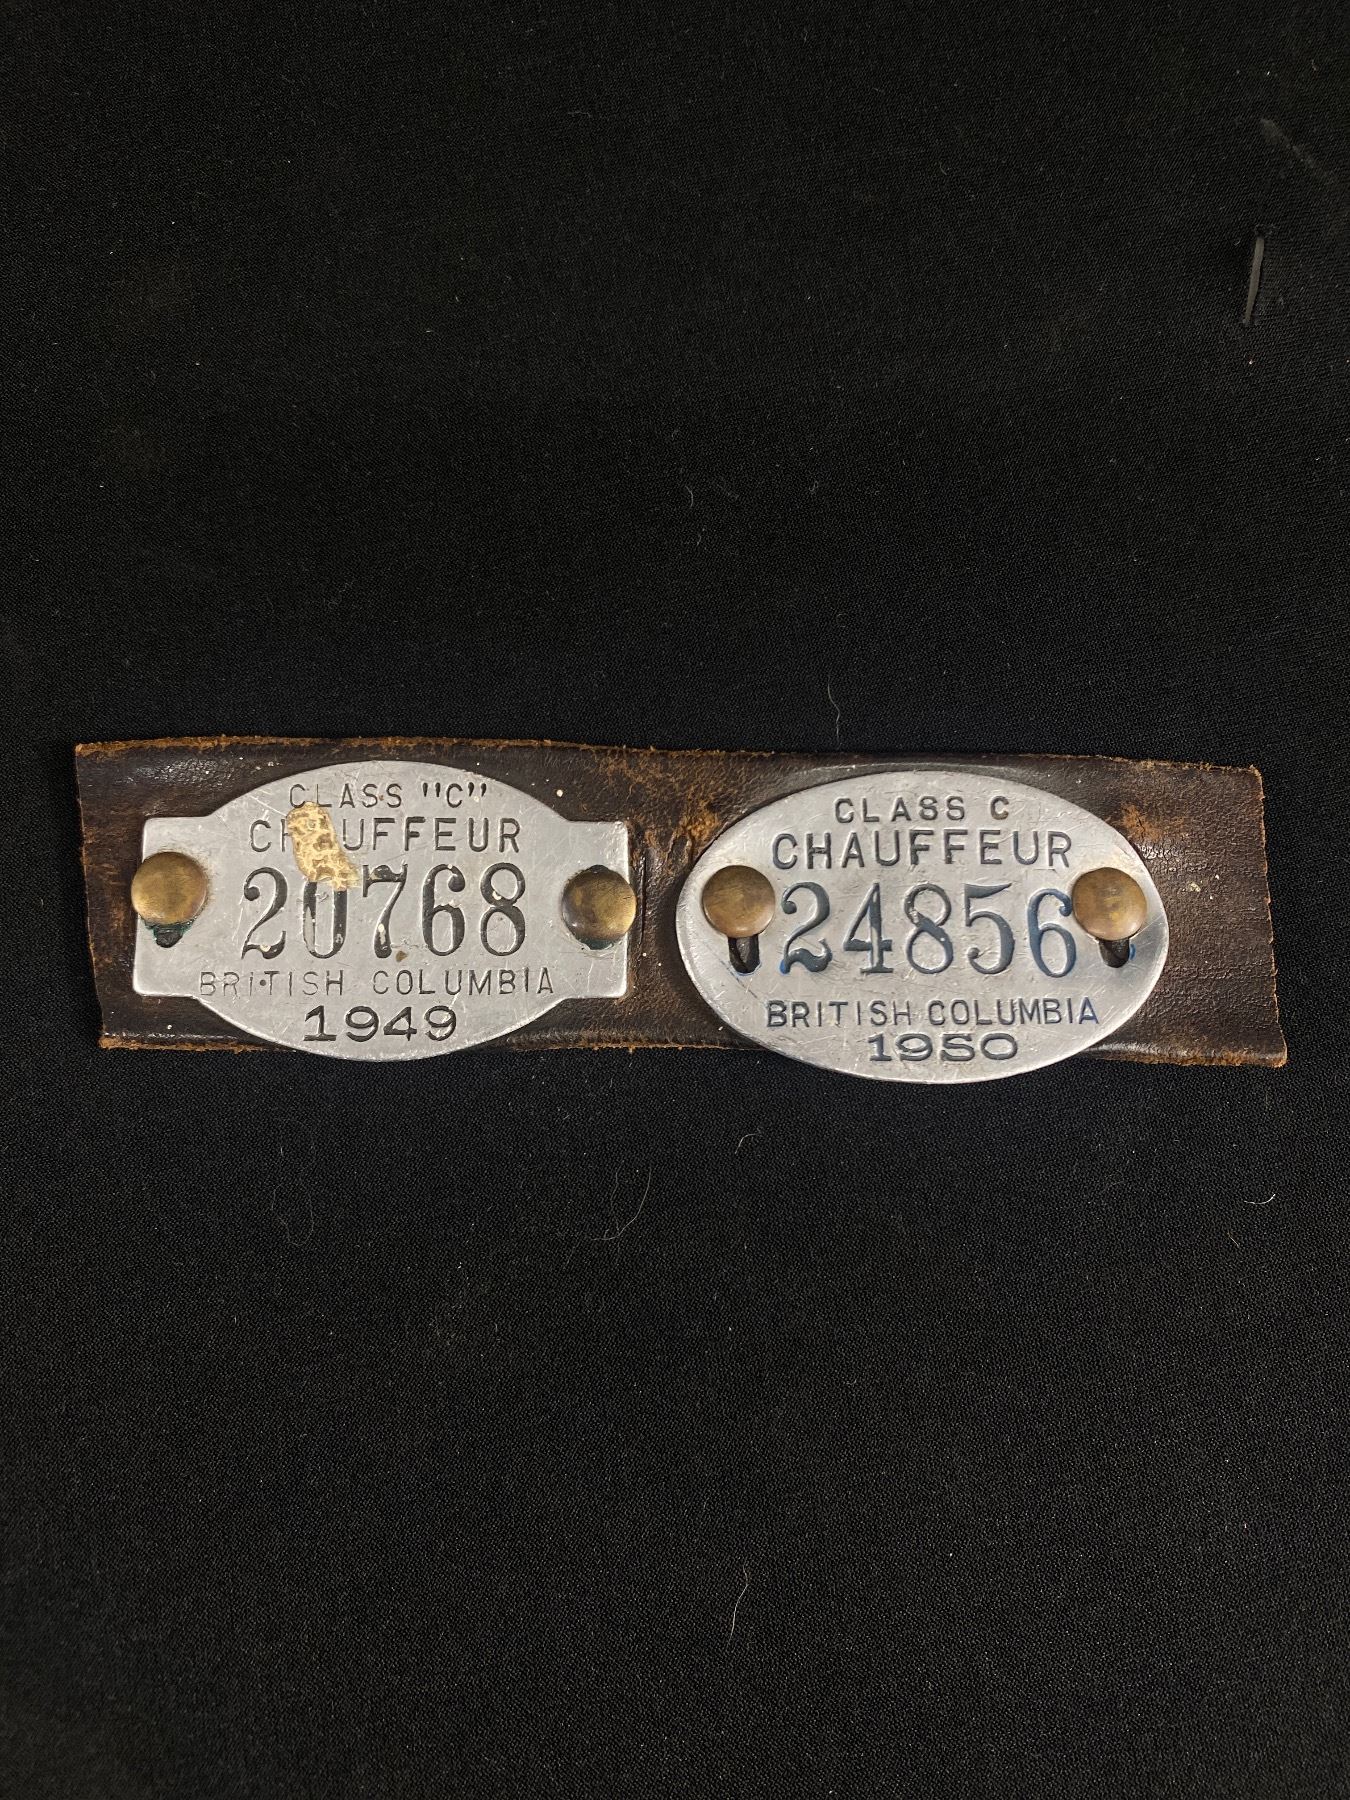 CLASS "C"
CHAUFFEUR
20768
BRITISH COLUMBIA
1949
CLASS C
CHAUFFEUR
24856
BRITISH COLUMBIA
1950